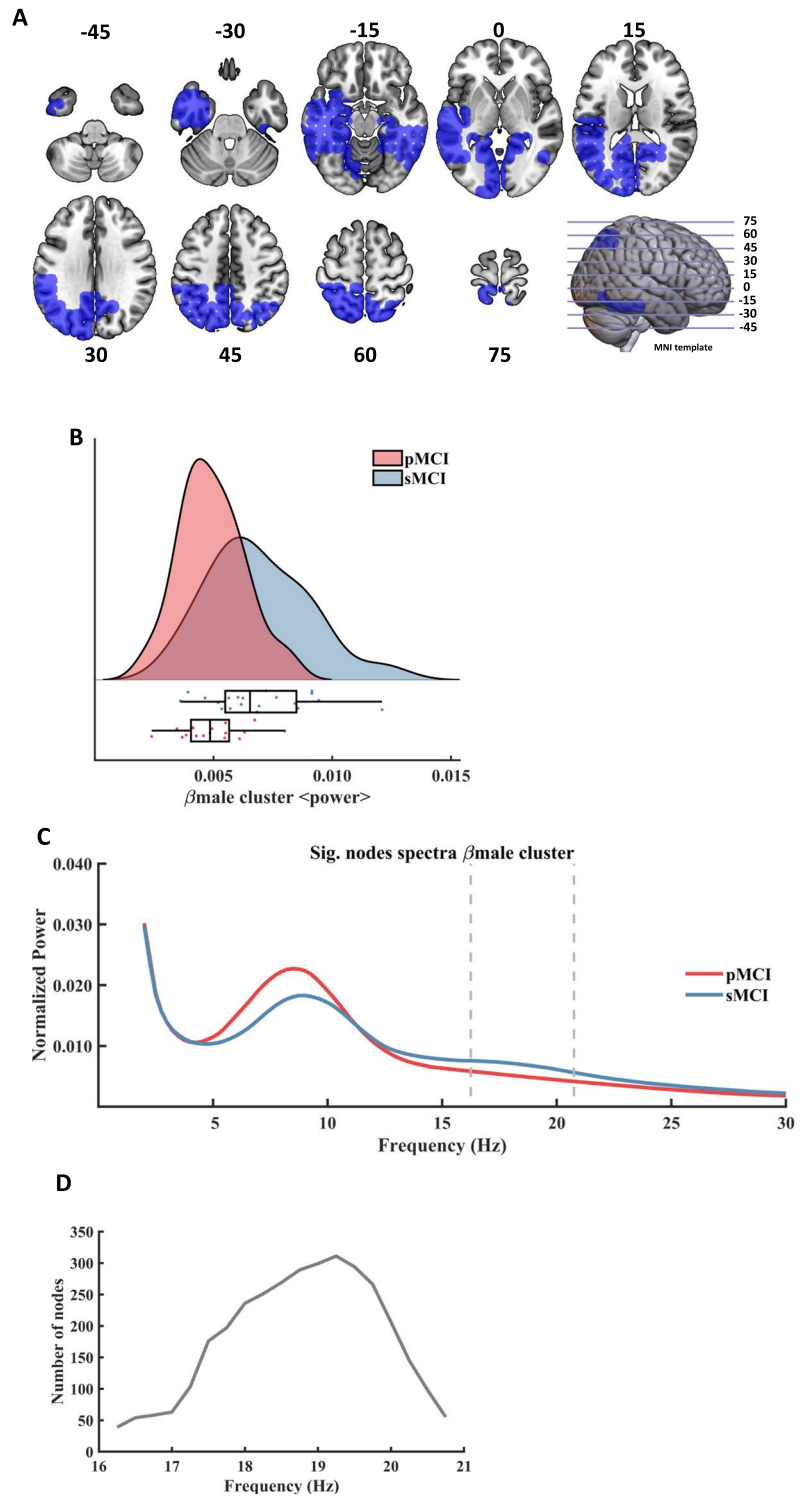 A
-45 -30 -15 0 15
75
60
45
30
15
0
-15
-30
-45
MNI template
30 45 60 75
B
pMCI
sMCI
0.005 0.010 0.015
βmale cluster <power>
C
Sig. nodes spectra βmale cluster
0.040
0.030
0.020
0.010
Normalized Power
pMCI
sMCI
5 10 15 20 25 30
Frequency (Hz)
D
350
300
250
200
150
100
50
0
Number of nodes
16 17 18 19 20 21
Frequency (Hz)